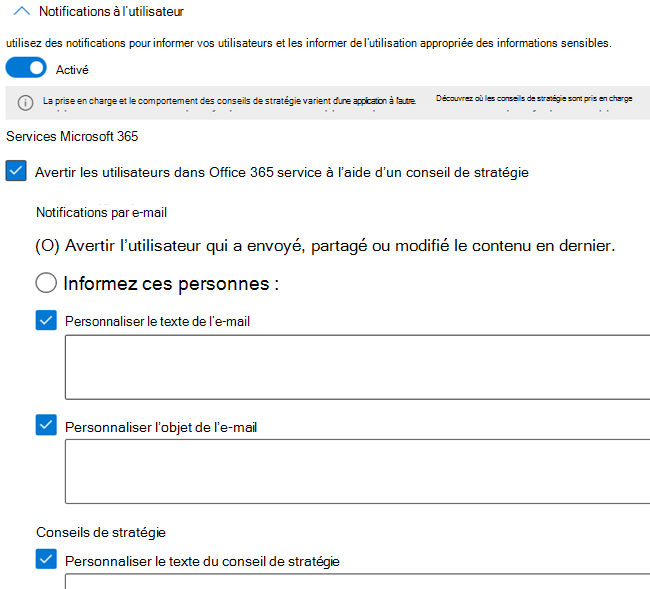 Notifications à l'utilisateur
utilisez des notifications pour informer vos utilisateurs et les informer de l'utilisation appropriée des informations sensibles.
Activé
La prise en charge et le comportement des conseils de stratégie varient d'une application à l'autre. Découvrez où les conseils de stratégie sont pris en charge
Services Microsoft 365
Avertir les utilisateurs dans Office 365 service à l'aide d'un conseil de stratégie
Notifications par e-mail
(O) Avertir l'utilisateur qui a envoyé, partagé ou modifié le contenu en dernier.
Informez ces personnes :
Personnaliser le texte de l'e-mail
Personnaliser l'objet de l'e-mail
Conseils de stratégie
Personnaliser le texte du conseil de stratégie